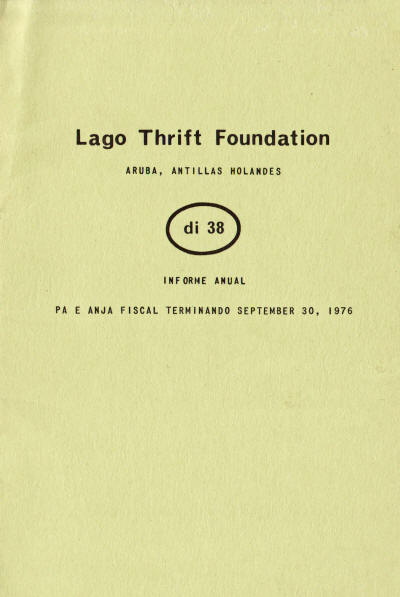 Lago Thrift Foundation
ARUBA, ANTILLAS HOLANDES
di 38
INFORME ANUAL
PA E ANJA FISCAL TERMINANDO SEPTEMBER 30, 1976